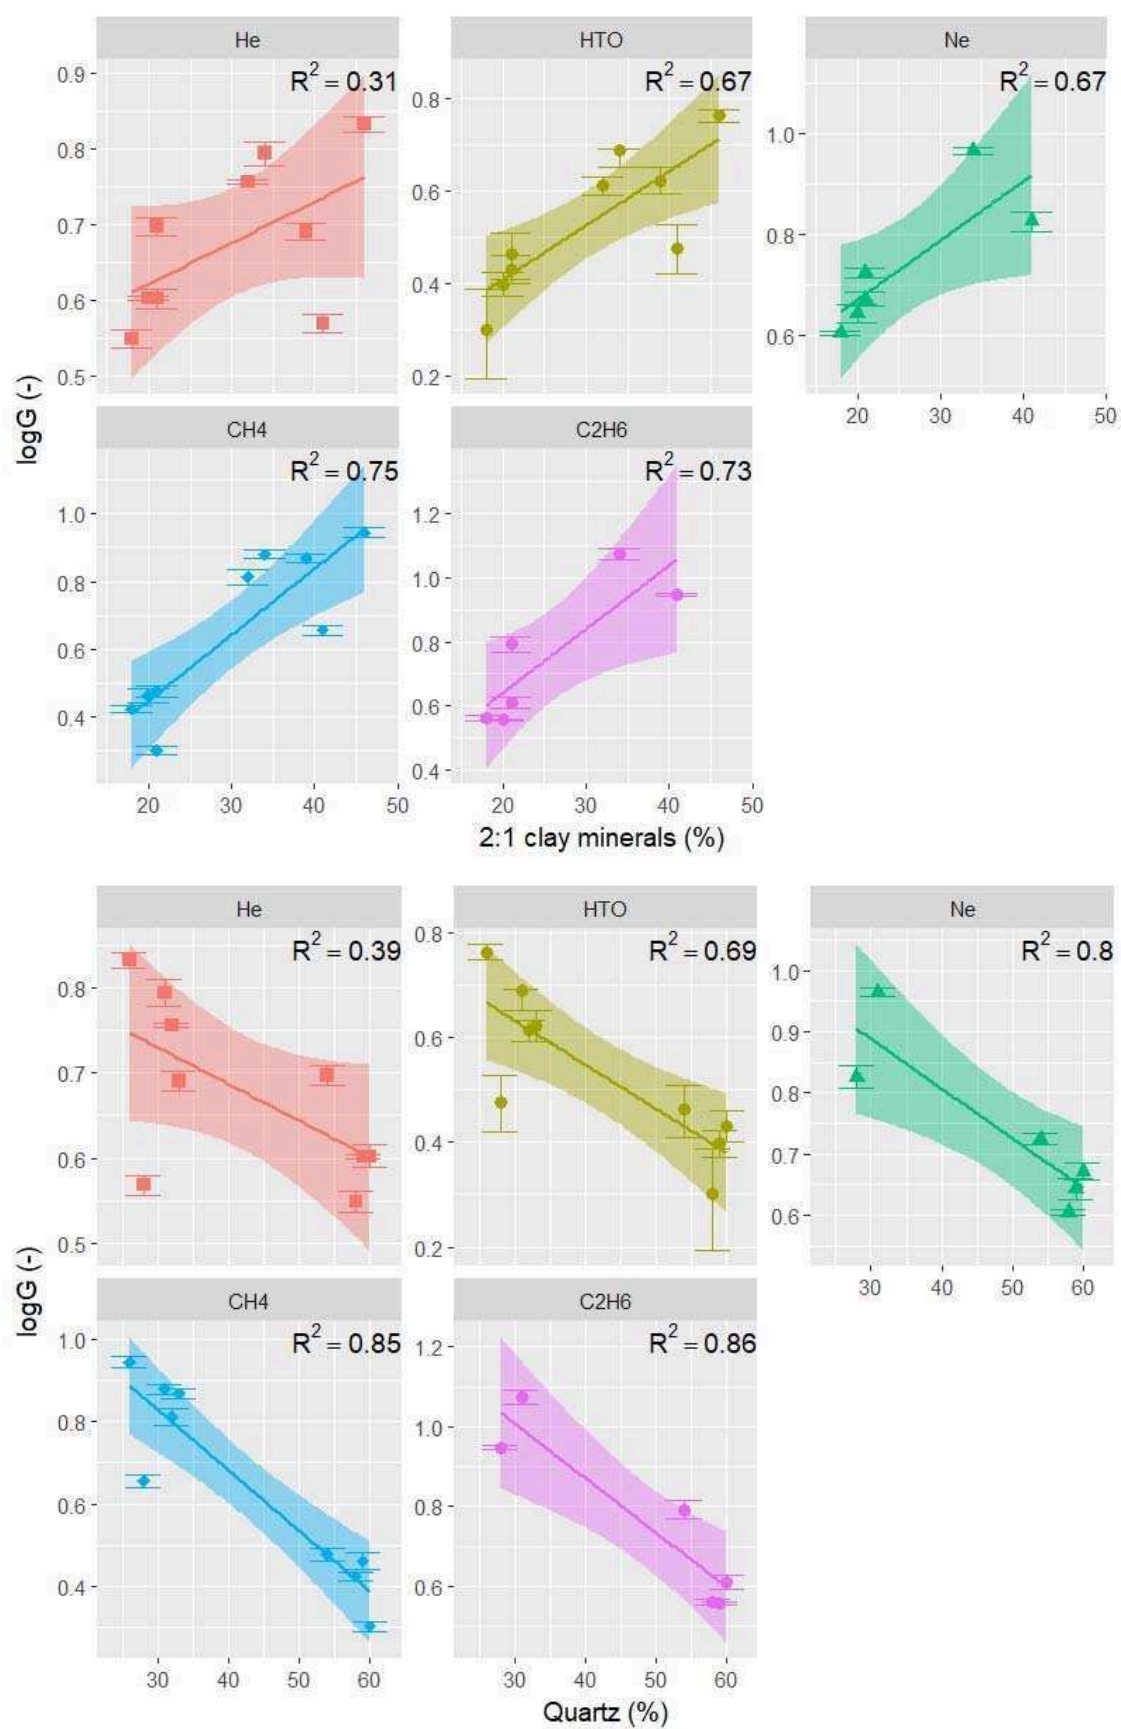 He HTO Ne
R² = 0.31 R² = 0.67 R² = 0.67
0.9
0.8
0.7
0.6
0.5
0.8
0.6
0.4
0.2
1.0
0.8
0.6
20 30 40 50
logG (-)
CH4 C2H6
R² = 0.75 R² = 0.73
1.0
0.8
0.6
0.4
1.2
1.0
0.8
0.6
0.4
20 30 40 50 20 30 40 50
2:1 clay minerals (%)
He HTO Ne
R² = 0.39 R² = 0.69 R² = 0.8
0.8
0.7
0.6
0.5
0.8
0.6
0.4
0.2
1.0
0.9
0.8
0.7
0.6
30 40 50 60
logG (-)
CH4 C2H6
R² = 0.85 R² = 0.86
1.0
0.8
0.6
0.4
1.2
1.0
0.8
0.6
30 40 50 60 30 40 50 60
Quartz (%)